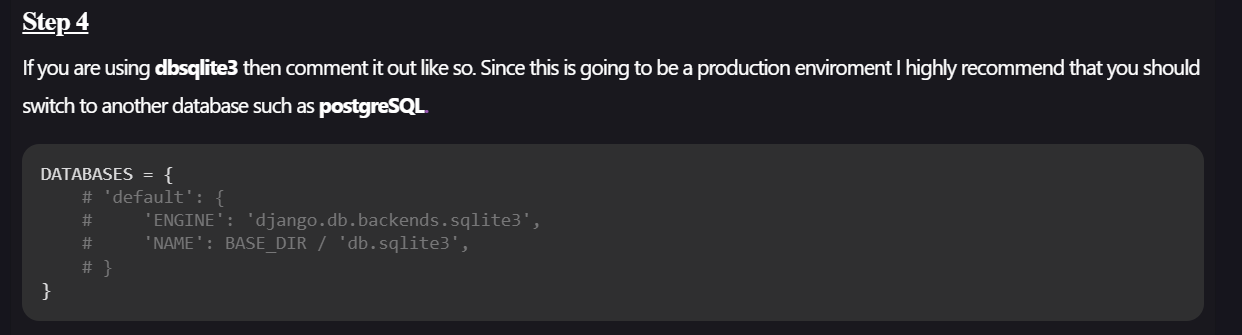 Step 4
If you are using dbsqlite3 then comment it out like so. Since this is going to be a production enviroment I highly recommend that you should
switch to another database such as postgreSQL.
DATABASES = {
    # 'default': {
    #     'ENGINE': 'django.db.backends.sqlite3',
    #     'NAME': BASE_DIR / 'db.sqlite3',
    # }
}